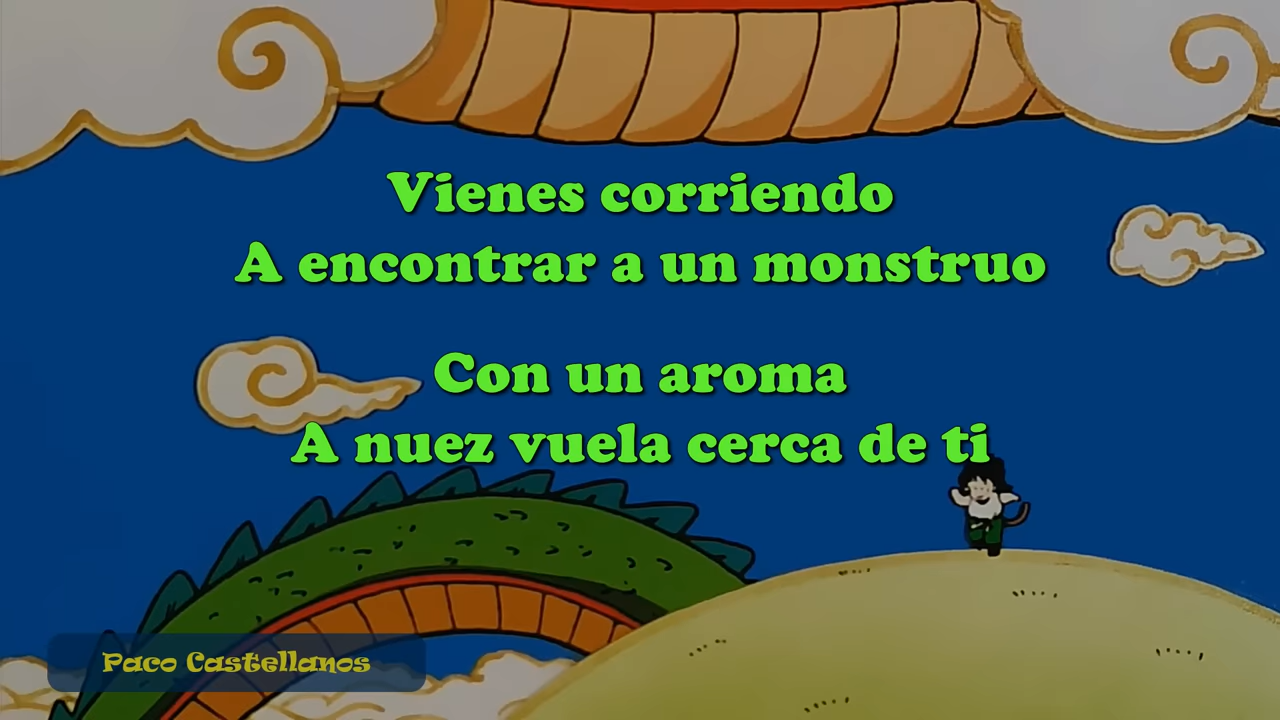 Vienes corriendo
A encontrar a un monstruo
Con un aroma
A nuez vuela cerca de ti
Paco Castellanos